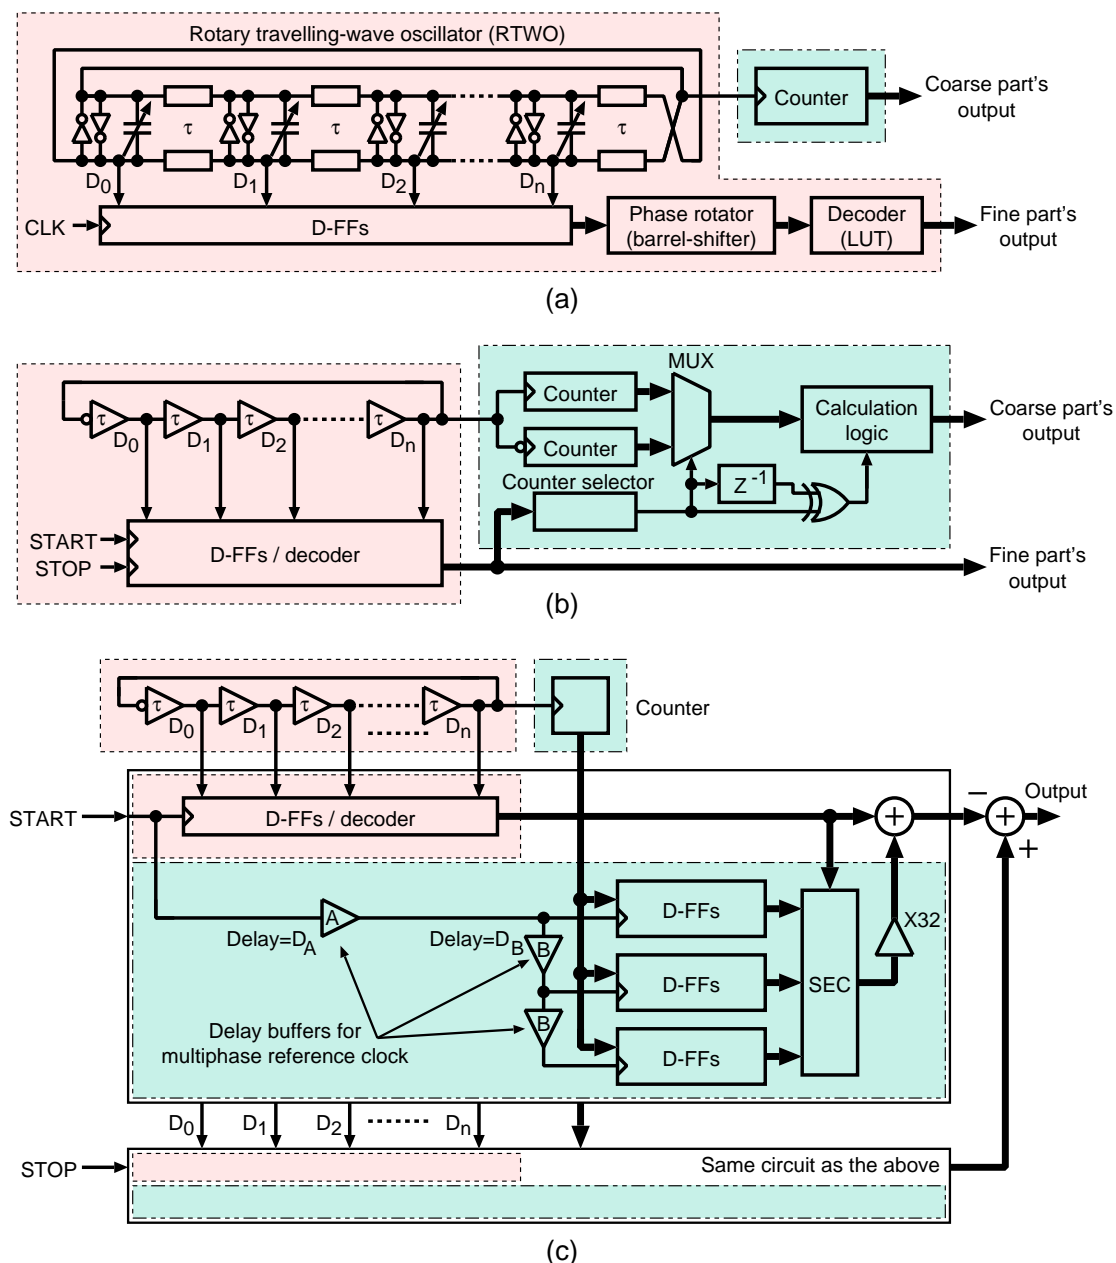 Rotary travelling-wave oscillator (RTWO)
τ τ τ
D0 D1 D2 Dn
CLK
D-FFs
Phase rotator
(barrel-shifter)
Decoder
(LUT)
Counter
Coarse part's
output
Fine part's
output
(a)
τ τ τ τ
D0 D1 D2 Dn
START
STOP
D-FFs / decoder
Counter
Counter
MUX
Counter selector
Z-1
Calculation
logic
Coarse part's
output
Fine part's
output
(b)
τ τ τ τ
D0 D1 D2 Dn
Counter
START
D-FFs / decoder
A
Delay=DA
Delay=DB
B
B
Delay buffers for
multiphase reference clock
D-FFs
D-FFs
D-FFs
SEC
X32
+
− Output
+
+
D0 D1 D2 Dn
STOP
Same circuit as the above
(c)